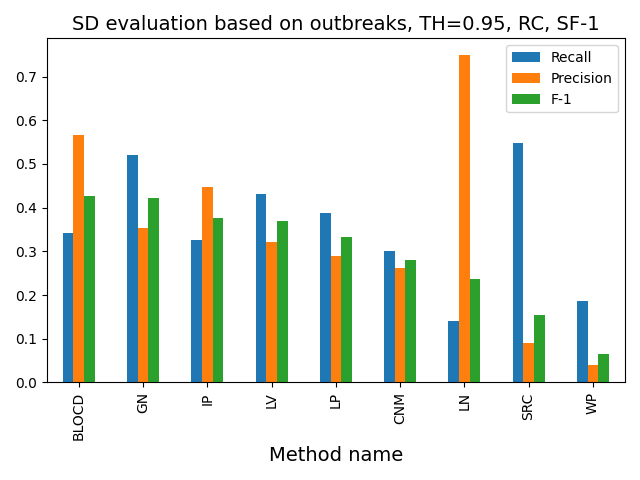 SD evaluation based on outbreaks, TH=0.95, RC, SF-1
Recall
Precision
F-1
0.7
0.6
0.5
0.4
0.3
0.2
0.1
0.0
BLOCD
GN
IP
LV
LP
CNM
LN
SRC
WP
Method name